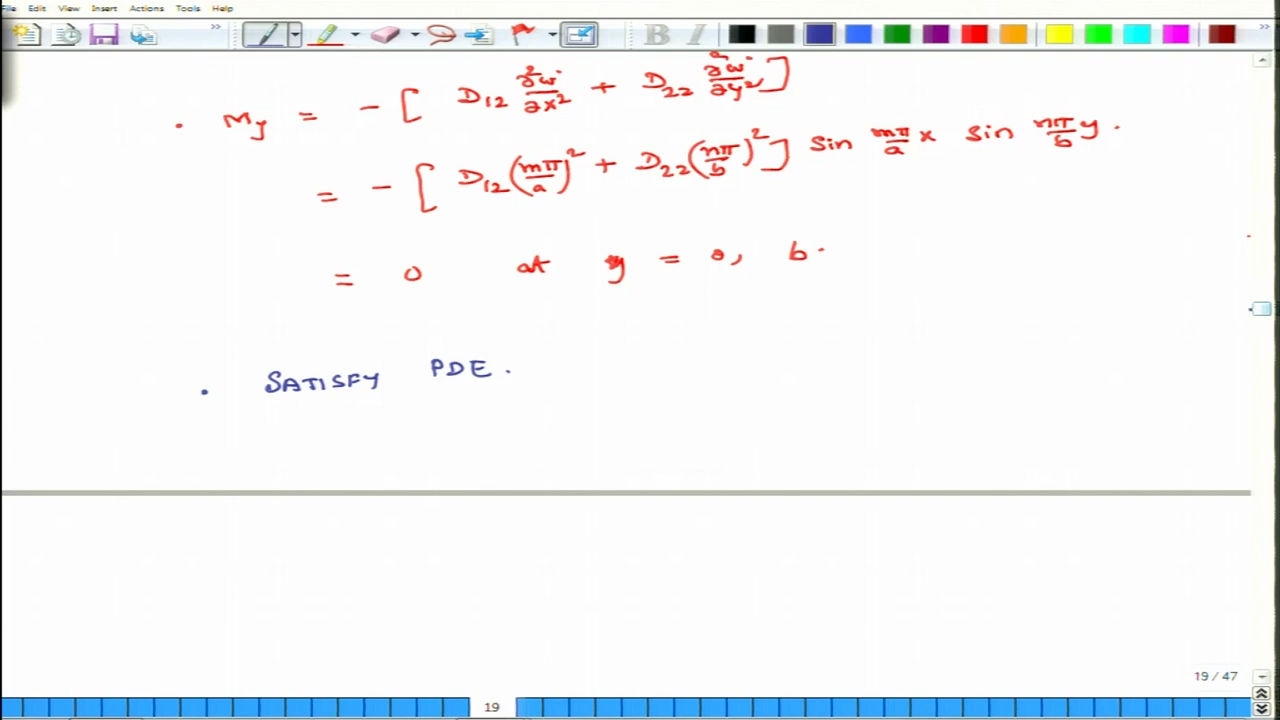 File Edit View Insert Actions Tools Help
B I
· My = - [ D₁₂ ∂²w°/∂x² + D₂₂ ∂²w°/∂y² ]
= - [ D₁₂ (mπ/a)² + D₂₂ (nπ/b)² ] sin mπ/a x sin nπ/b y.
= 0 at y = 0, b.
. SATISFY PDE.
19 / 47
19